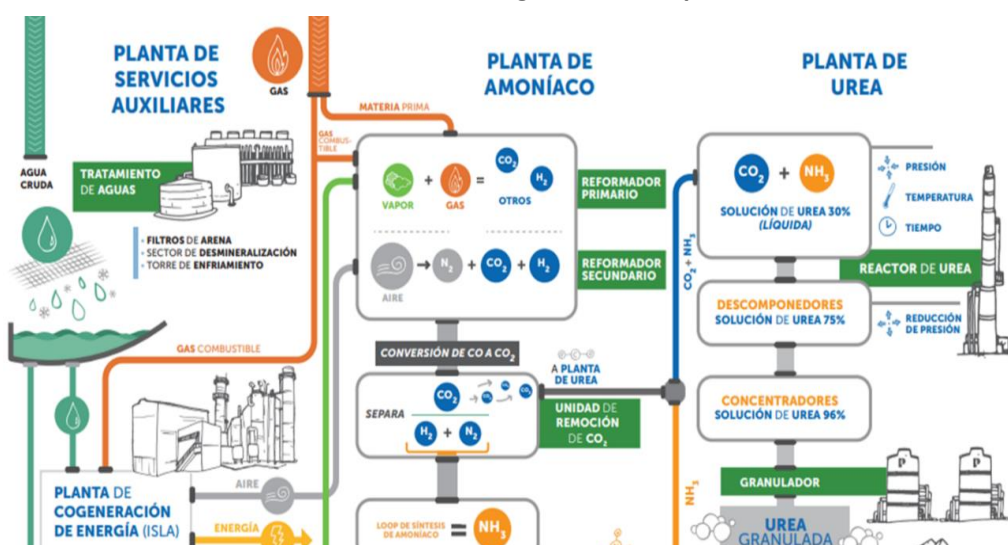 PLANTA DE
SERVICIOS
AUXILIARES
GAS
AGUA
CRUDA
TRATAMIENTO
DE AGUAS
• FILTROS DE ARENA
• SECTOR DE DESMINERALIZACIÓN
• TORRE DE ENFRIAMIENTO
GAS COMBUSTIBLE
PLANTA DE
COGENERACIÓN
DE ENERGÍA (ISLA)
AIRE
ENERGÍA
PLANTA DE
AMONÍACO
MATERIA PRIMA
GAS
COMBUS-
TIBLE
VAPOR
+
GAS
=
CO2
H2
OTROS
REFORMADOR
PRIMARIO
AIRE
→ N2 + CO2 + H2
REFORMADOR
SECUNDARIO
CONVERSIÓN DE CO A CO2
SEPARA
CO2
CO2
CO2
H2 + N2
A PLANTA
DE UREA
UNIDAD DE
REMOCIÓN
DE CO2
LOOP DE SÍNTESIS
DE AMONÍACO
= NH3
PLANTA DE
UREA
CO2 + NH3
CO2 + NH3
SOLUCIÓN DE UREA 30%
(LÍQUIDA)
PRESIÓN
TEMPERATURA
TIEMPO
REACTOR DE UREA
DESCOMPONEDORES
SOLUCIÓN DE UREA 75%
REDUCCIÓN
DE PRESIÓN
CONCENTRADORES
SOLUCIÓN DE UREA 96%
GRANULADOR
P
P
NH3
UREA
GRANULADA